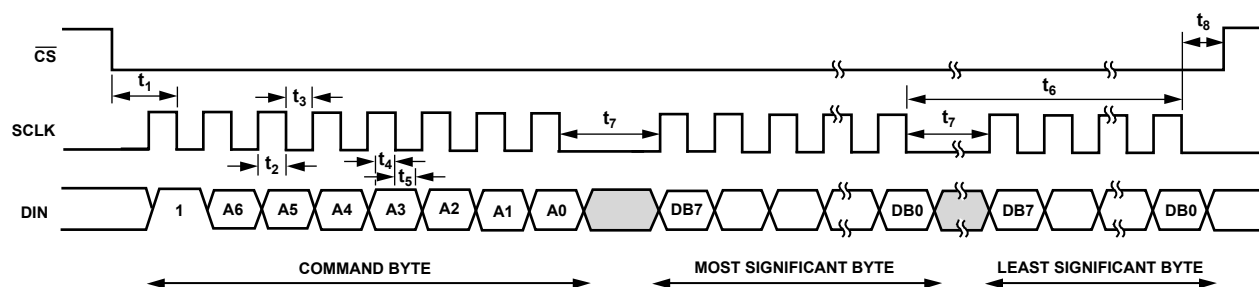 CS
t8
t1
t3
t6
SCLK
t7
t7
t2
t4
t5
DIN
1
A6
A5
A4
A3
A2
A1
A0
DB7
DB0
DB7
DB0
COMMAND BYTE
MOST SIGNIFICANT BYTE
LEAST SIGNIFICANT BYTE